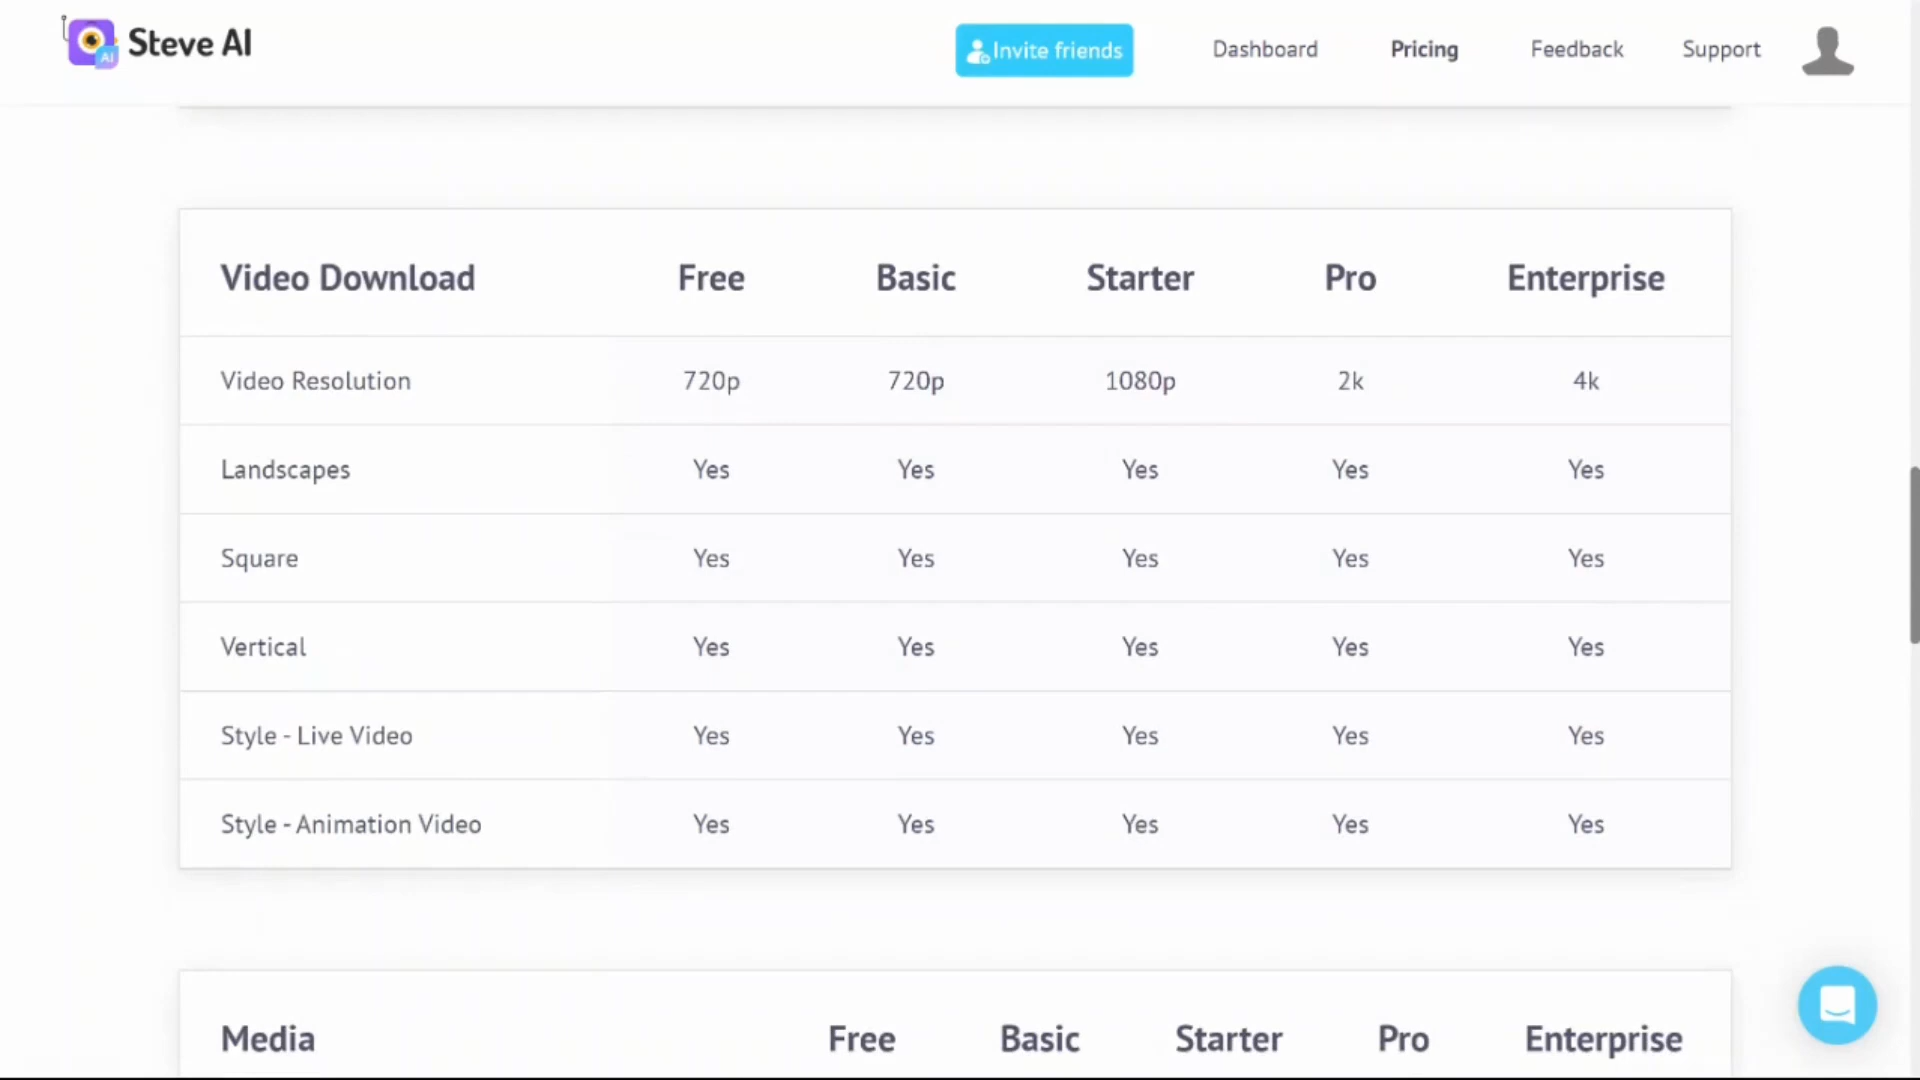 Steve AI
Invite friends Dashboard Pricing Feedback Support
Video Download Free Basic Starter Pro Enterprise
Video Resolution 720p 720p 1080p 2k 4k
Landscapes Yes Yes Yes Yes Yes
Square Yes Yes Yes Yes Yes
Vertical Yes Yes Yes Yes Yes
Style - Live Video Yes Yes Yes Yes Yes
Style - Animation Video Yes Yes Yes Yes Yes
Media Free Basic Starter Pro Enterprise